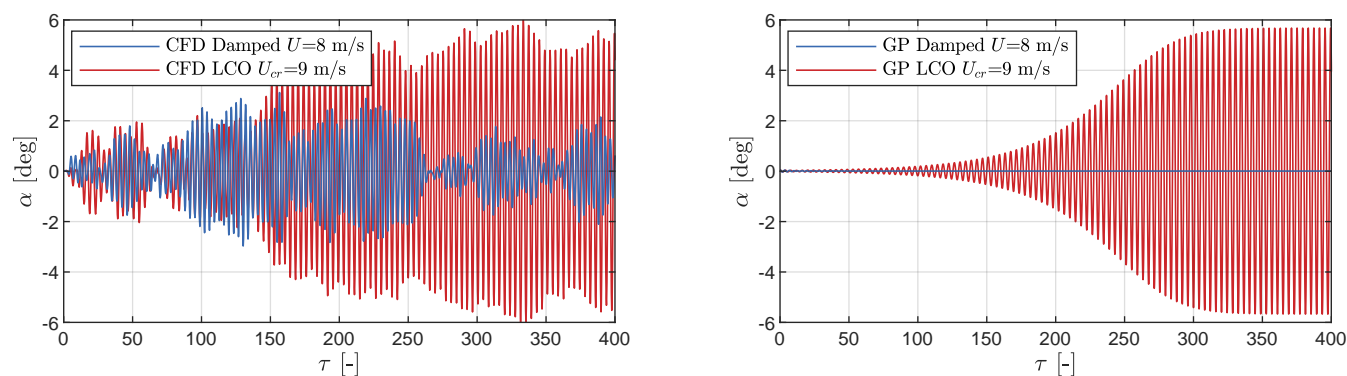 6
4
2
0
-2
-4
-6
α [deg]
CFD Damped U=8 m/s
CFD LCO U_cr=9 m/s
0 50 100 150 200 250 300 350 400
τ [-]
6
4
2
0
-2
-4
-6
α [deg]
GP Damped U=8 m/s
GP LCO U_cr=9 m/s
0 50 100 150 200 250 300 350 400
τ [-]